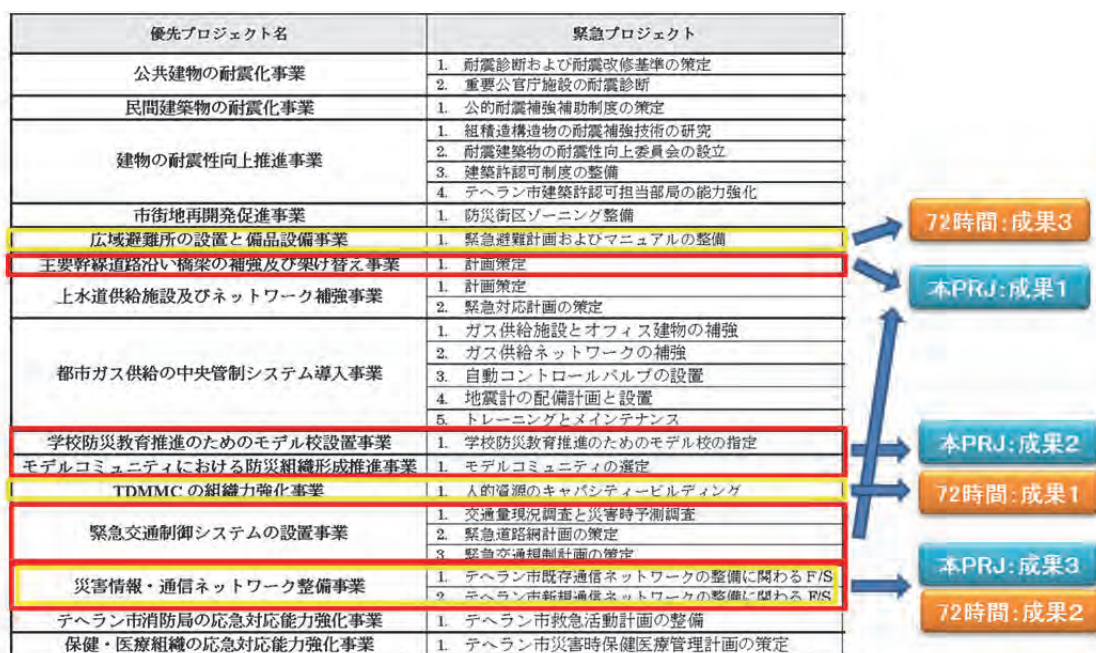 優先プロジェクト名
緊急プロジェクト
公共建物の耐震化事業
1. 耐震診断および耐震改修基準の策定
2. 重要公官庁施設の耐震診断
民間建築物の耐震化事業
1. 公的耐震補強補助制度の策定
建物の耐震性向上推進事業
1. 組積造構造物の耐震補強技術の研究
2. 耐震建築物の耐震性向上委員会の設立
3. 建築許認可制度の整備
4. テヘラン市建築許認可担当部局の能力強化
市街地再開発促進事業
1. 防災街区ゾーニング整備
広域避難所の設置と備品設備事業
1. 緊急避難計画およびマニュアルの整備
主要幹線道路沿い橋梁の補強及び架け替え事業
1. 計画策定
上水道供給施設及びネットワーク補強事業
1. 計画策定
2. 緊急対応計画の策定
都市ガス供給の中央管制システム導入事業
1. ガス供給施設とオフィス建物の補強
2. ガス供給ネットワークの補強
3. 自動コントロールバルブの設置
4. 地震計の配備計画と設置
5. トレーニングとメインテナンス
学校防災教育推進のためのモデル校設置事業
1. 学校防災教育推進のためのモデル校の指定
モデルコミュニティにおける防災組織形成推進事業
1. モデルコミュニティの選定
TDMMC の組織力強化事業
1. 人的資源のキャパシティービルディング
緊急交通制御システムの設置事業
1. 交通量現況調査と災害時予測調査
2. 緊急道路網計画の策定
3. 緊急交通規制計画の策定
災害情報・通信ネットワーク整備事業
1. テヘラン市既存通信ネットワークの整備に関わる F/S
2. テヘラン市新規通信ネットワークの整備に関わる F/S
テヘラン市消防局の応急対応能力強化事業
1. テヘラン市救急活動計画の整備
保健・医療組織の応急対応能力強化事業
1. テヘラン市災害時保健医療管理計画の策定
72時間:成果3
本PRJ:成果1
本PRJ:成果2
72時間:成果1
本PRJ:成果3
72時間:成果2